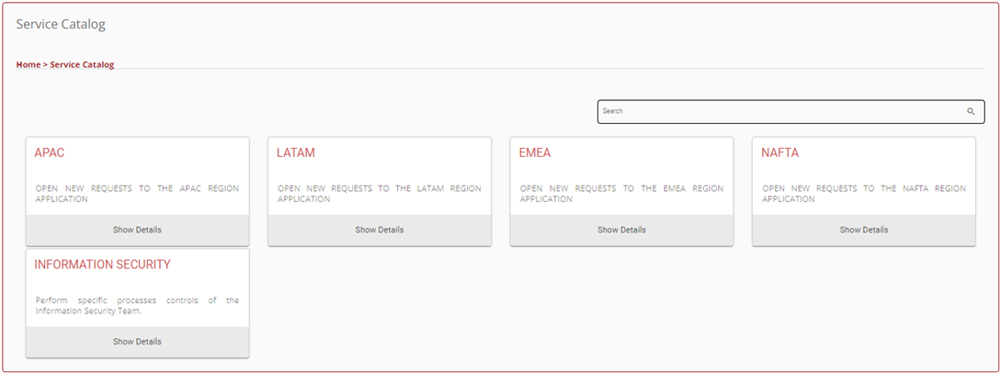 Service Catalog
Home > Service Catalog
Search
APAC
OPEN NEW REQUESTS TO THE APAC REGION
APPLICATION
Show Details
LATAM
OPEN NEW REQUESTS TO THE LATAM REGION
APPLICATION
Show Details
EMEA
OPEN NEW REQUESTS TO THE EMEA REGION
APPLICATION
Show Details
NAFTA
OPEN NEW REQUESTS TO THE NAFTA REGION
APPLICATION
Show Details
INFORMATION SECURITY
Perform specific processes controls of the
Information Security Team.
Show Details